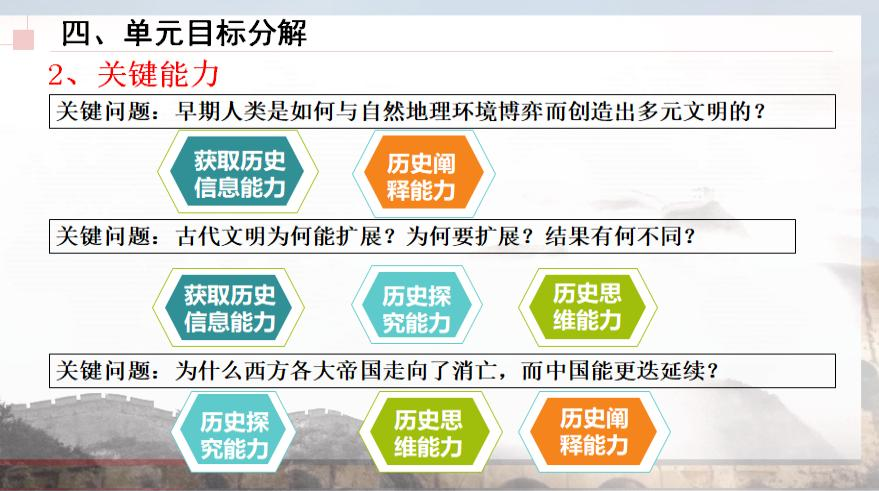 四、单元目标分解
2、关键能力
关键问题：早期人类是如何与自然地理环境博弈而创造出多元文明的？
获取历史
信息能力
历史阐
释能力
关键问题：古代文明为何能扩展？为何要扩展？结果有何不同？
获取历史
信息能力
历史探
究能力
历史思
维能力
关键问题：为什么西方各大帝国走向了消亡，而中国能更迭延续？
历史探
究能力
历史思
维能力
历史阐
释能力